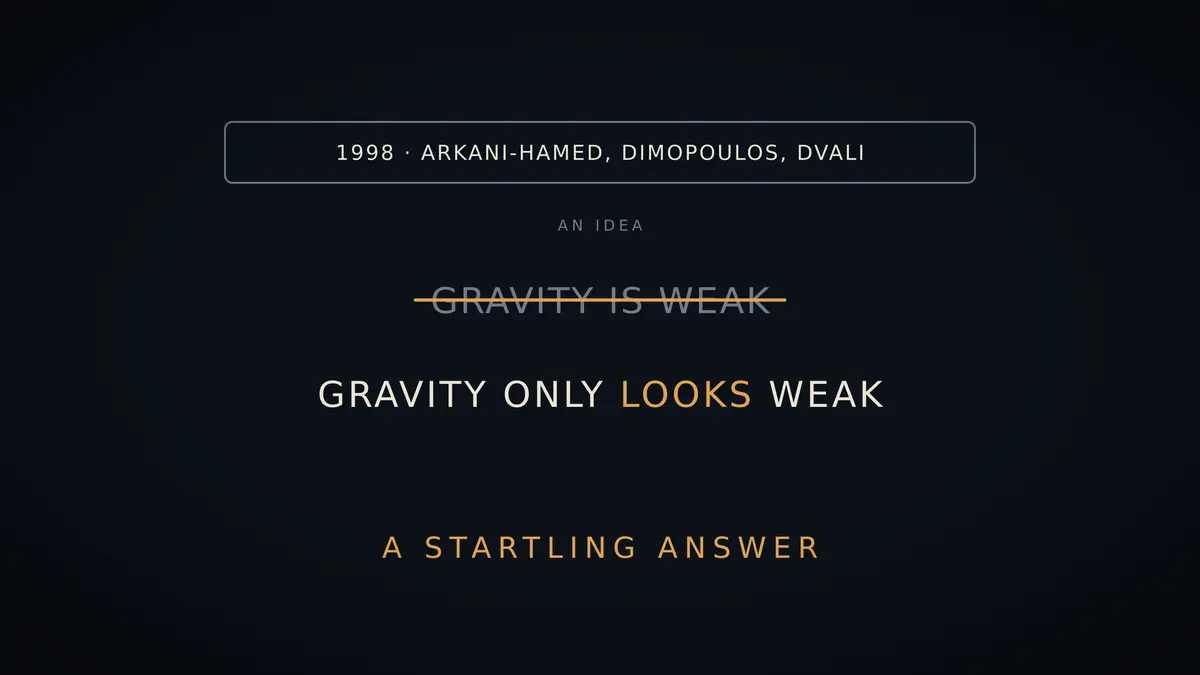 1998 · ARKANI-HAMED, DIMOPOULOS, DVALI
AN IDEA
GRAVITY IS WEAK
GRAVITY ONLY LOOKS WEAK
A STARTLING ANSWER